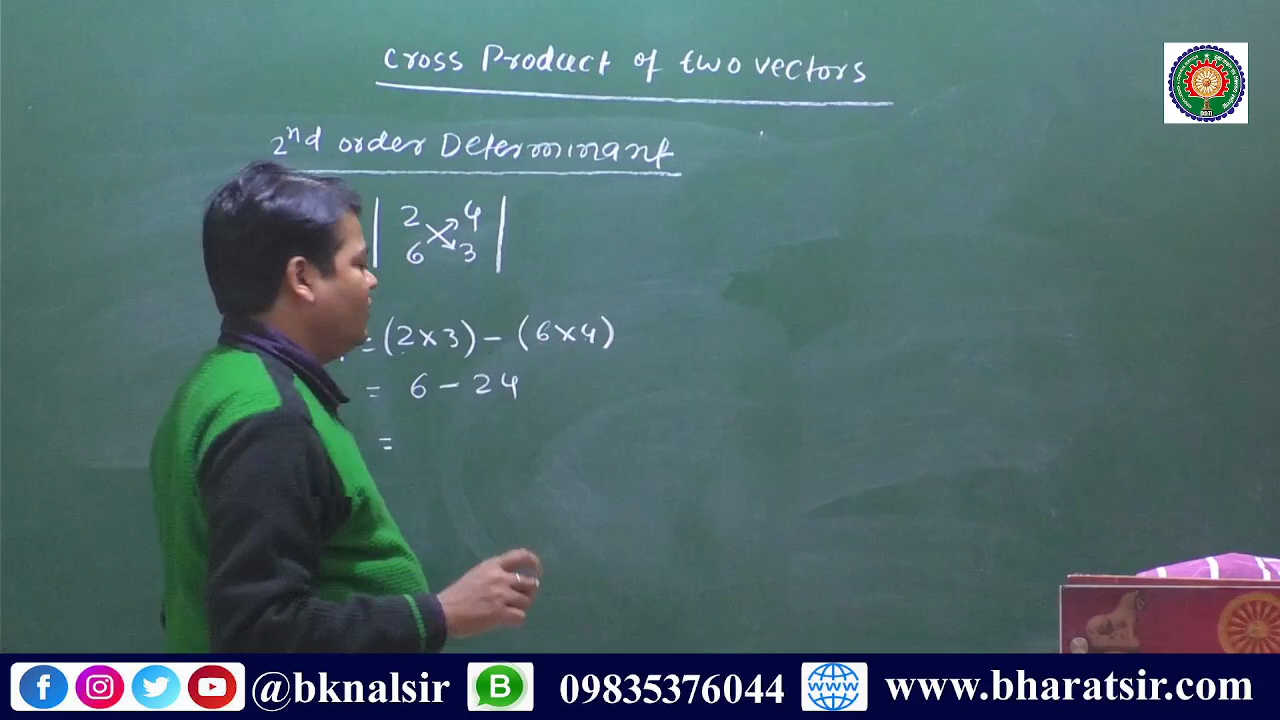 Cross Product of two vectors
2nd order Determinant
| 2 4 |
| 6 3 |
= (2×3) - (6×4)
= 6 - 24
=
@bknalsir 09835376044 www www.bharatsir.com